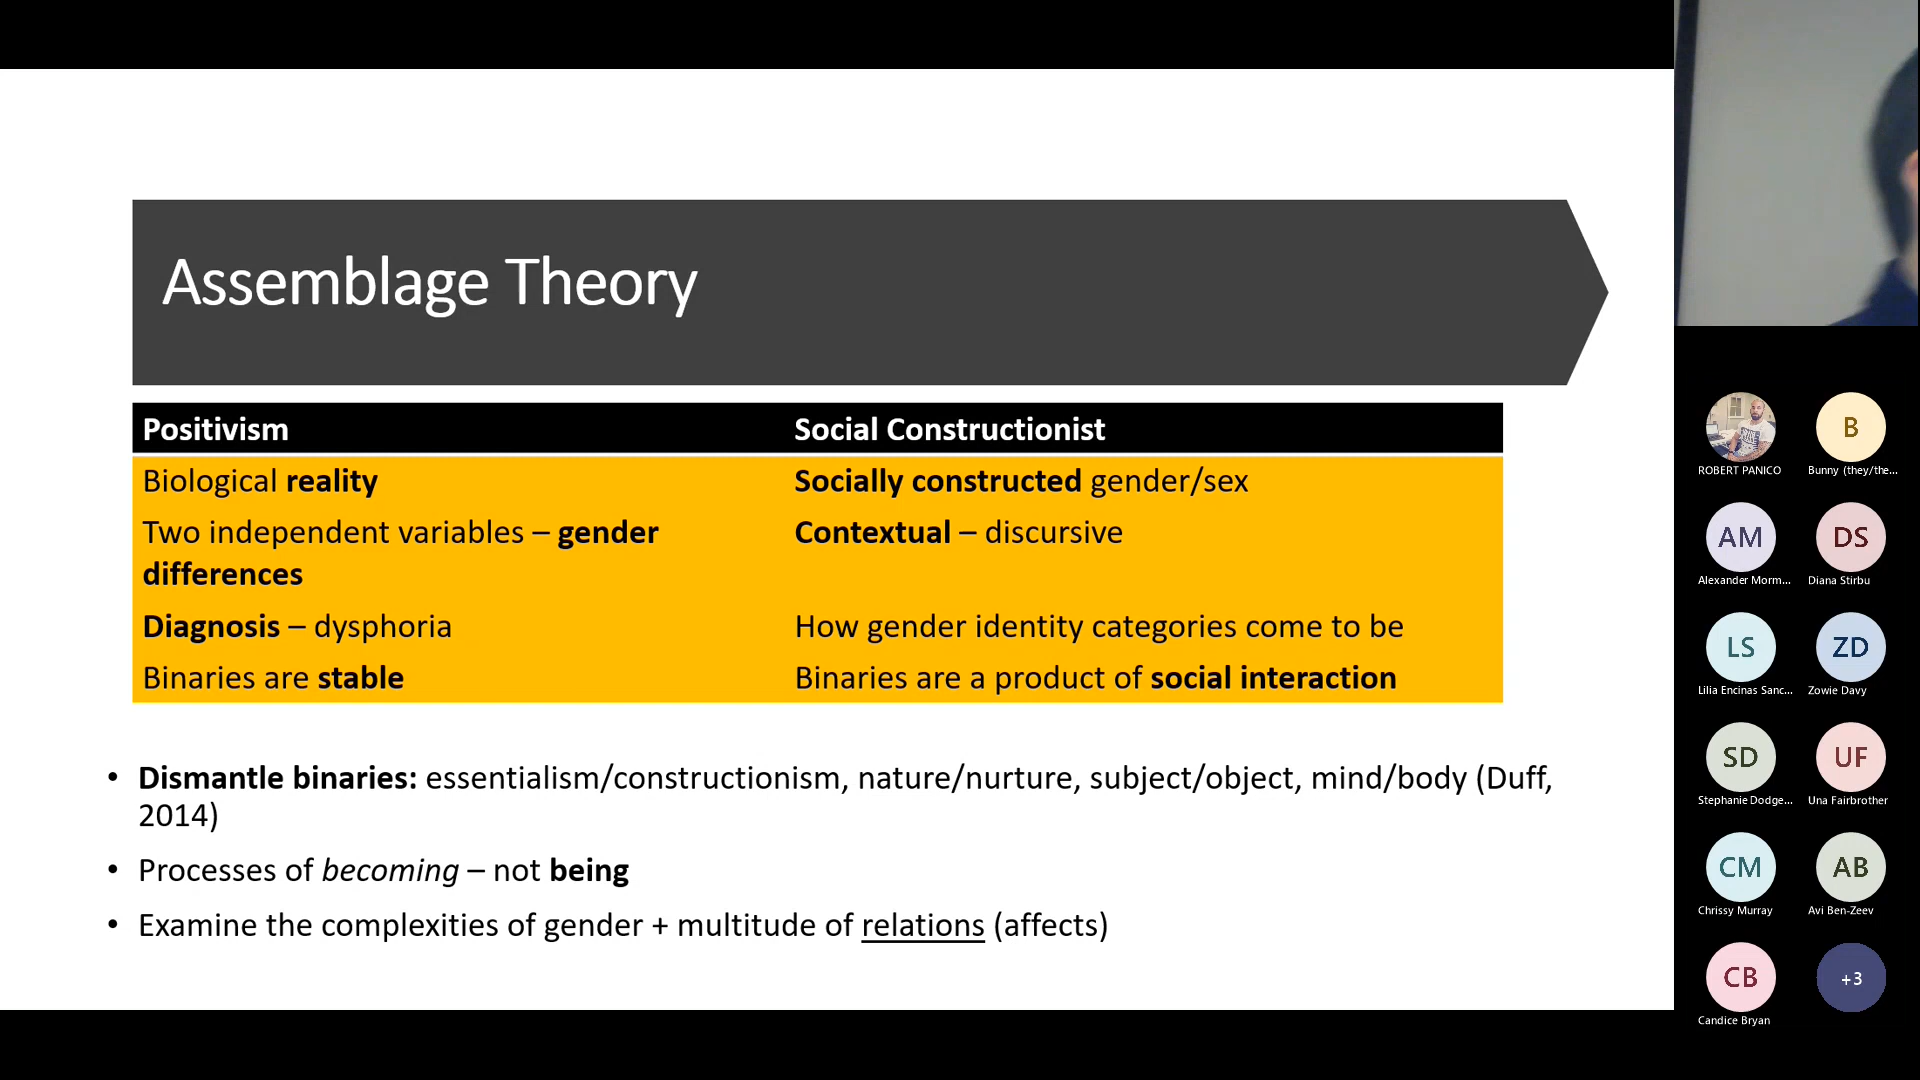 Assemblage Theory
Positivism
Social Constructionist
Biological reality
Socially constructed gender/sex
Two independent variables – gender
differences
Contextual – discursive
Diagnosis – dysphoria
How gender identity categories come to be
Binaries are stable
Binaries are a product of social interaction
• Dismantle binaries: essentialism/constructionism, nature/nurture, subject/object, mind/body (Duff,
2014)
• Processes of becoming – not being
• Examine the complexities of gender + multitude of relations (affects)
ROBERT PANICO
B
Bunny (they/the...
AM
Alexander Morm...
DS
Diana Stirbu
LS
Lilia Encinas Sanc...
ZD
Zowie Davy
SD
Stephanie Dodge...
UF
Una Fairbrother
CM
Chrissy Murray
AB
Avi Ben-Zeev
CB
Candice Bryan
+3